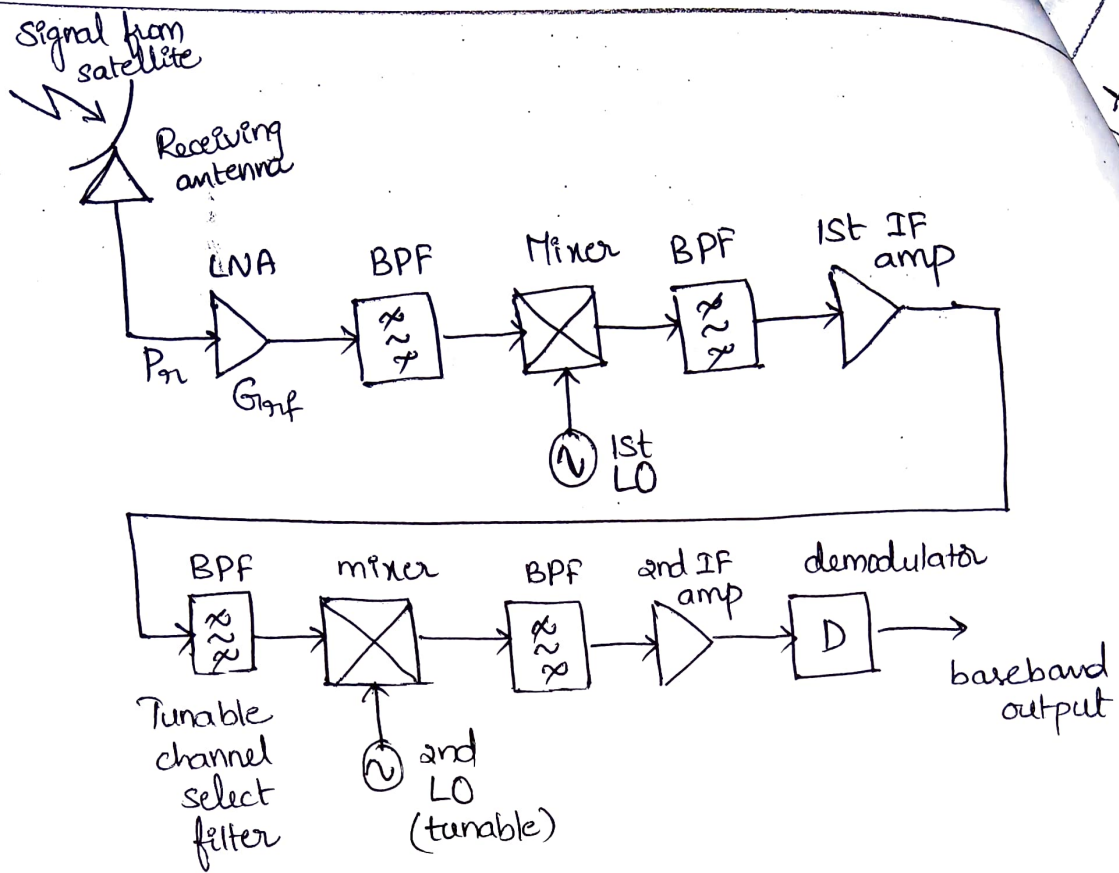 Signal from
satellite
Receiving
antenna
LNA
BPF
Mixer
BPF
1st IF
amp
Pr
Grf
1st
LO
BPF
mixer
BPF
2nd IF
amp
demodulator
D
baseband
output
Tunable
channel
select
filter
2nd
LO
(tunable)